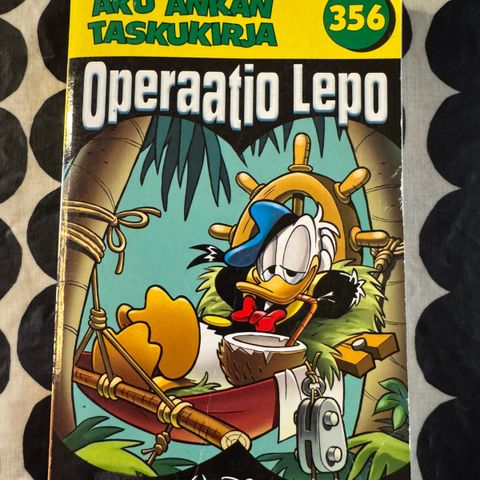 AKU ANKAN
TASKUKIRJA
356
Operaatio Lepo